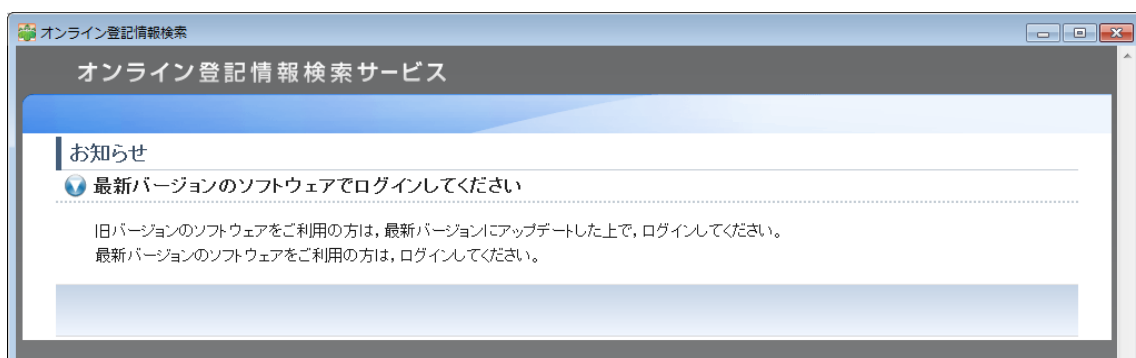 オンライン登記情報検索
オンライン登記情報検索サービス
お知らせ
最新バージョンのソフトウェアでログインしてください
旧バージョンのソフトウェアをご利用の方は，最新バージョンにアップデートした上で，ログインしてください。
最新バージョンのソフトウェアをご利用の方は，ログインしてください。